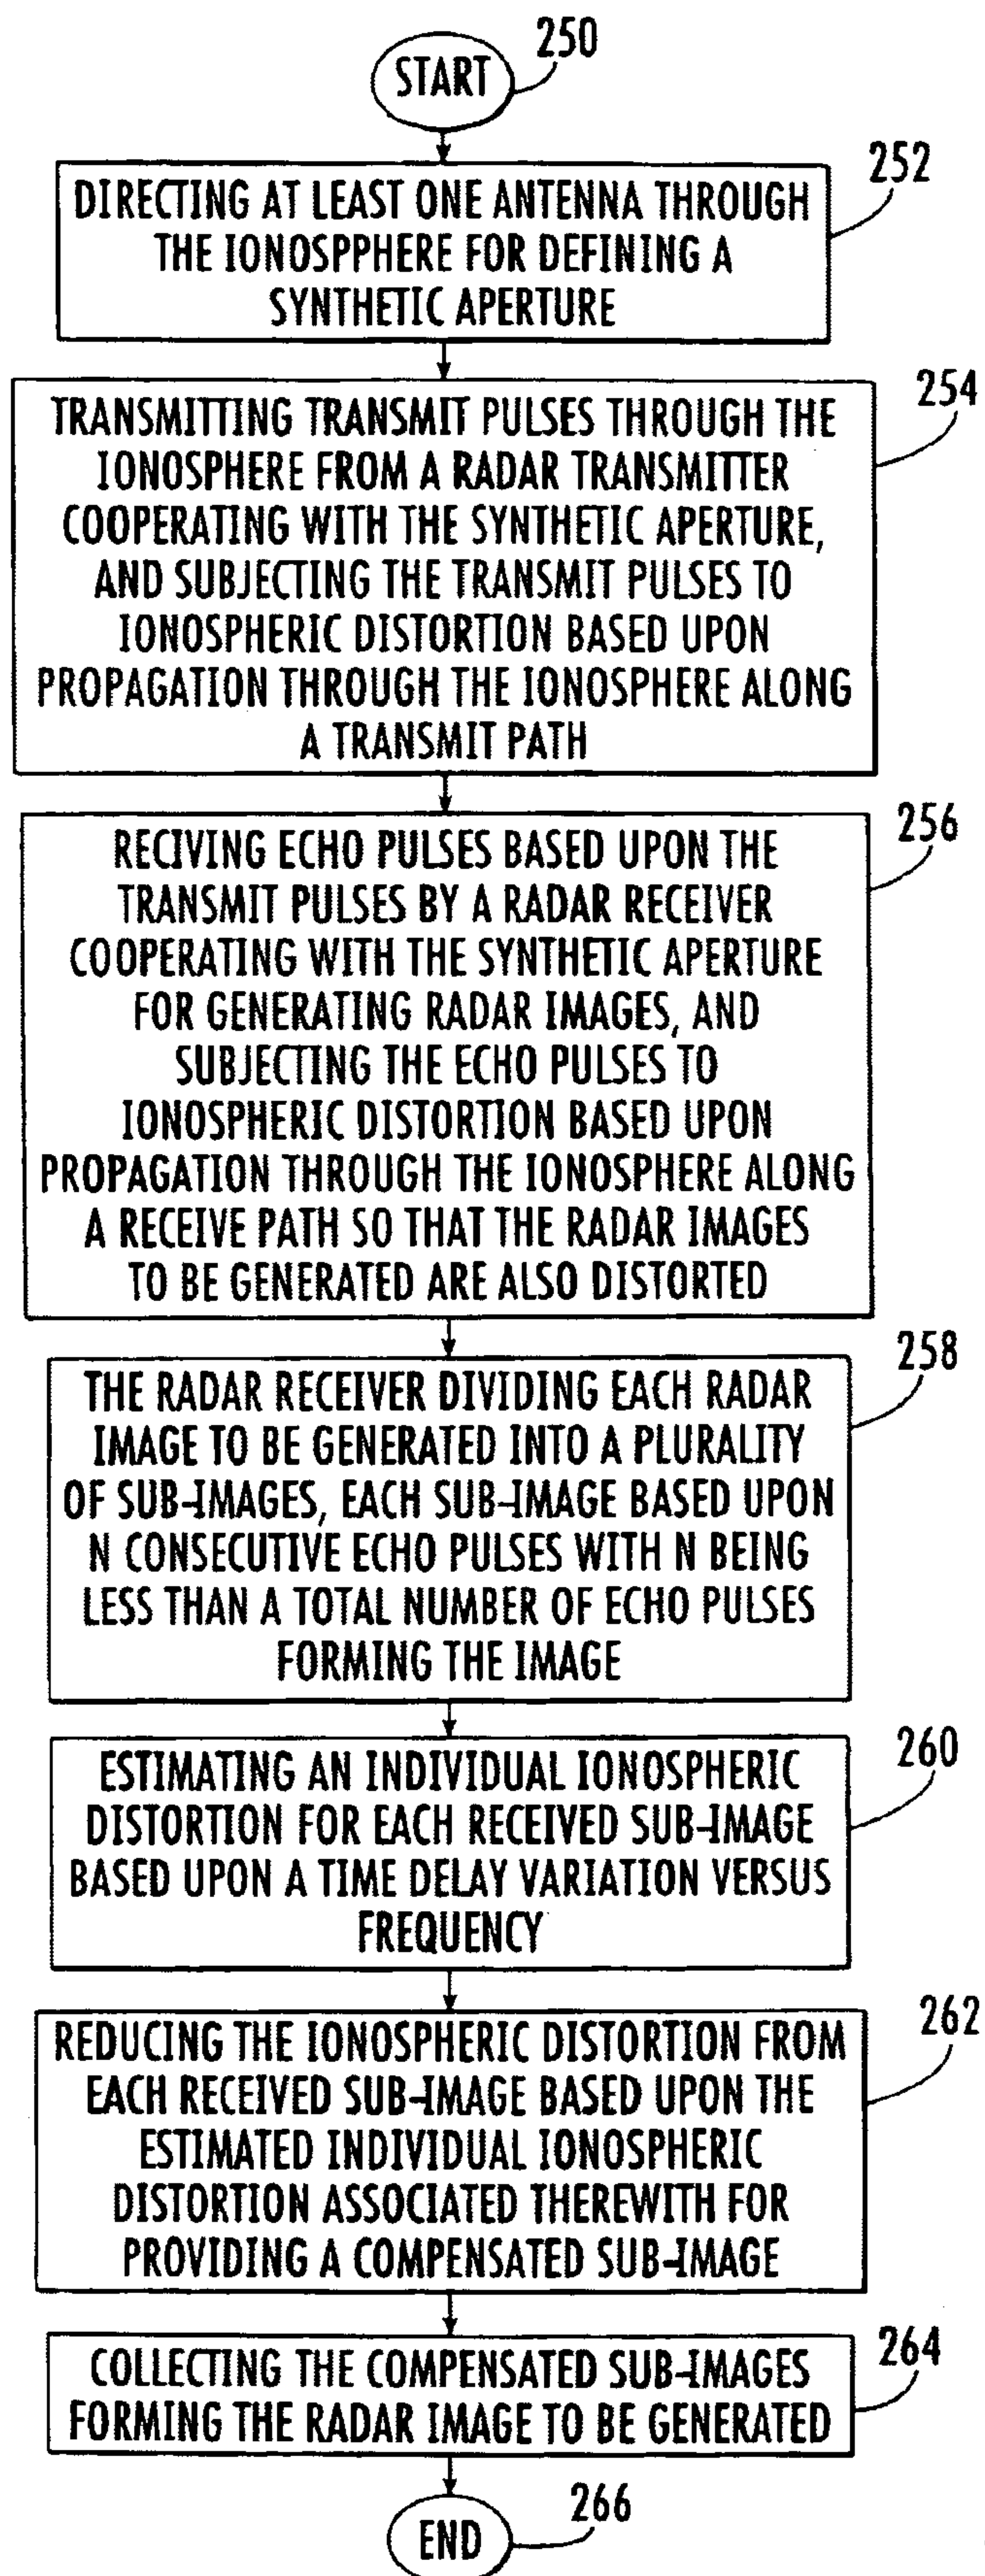 START
250
252
DIRECTING AT LEAST ONE ANTENNA THROUGH
THE IONOSPPHERE FOR DEFINING A
SYNTHETIC APERTURE
254
TRANSMITTING TRANSMIT PULSES THROUGH THE
IONOSPHERE FROM A RADAR TRANSMITTER
COOPERATING WITH THE SYNTHETIC APERTURE,
AND SUBJECTING THE TRANSMIT PULSES TO
IONOSPHERIC DISTORTION BASED UPON
PROPAGATION THROUGH THE IONOSPHERE ALONG
A TRANSMIT PATH
256
RECIVING ECHO PULSES BASED UPON THE
TRANSMIT PULSES BY A RADAR RECEIVER
COOPERATING WITH THE SYNTHETIC APERTURE
FOR GENERATING RADAR IMAGES, AND
SUBJECTING THE ECHO PULSES TO
IONOSPHERIC DISTORTION BASED UPON
PROPAGATION THROUGH THE IONOSPHERE ALONG
A RECEIVE PATH SO THAT THE RADAR IMAGES
TO BE GENERATED ARE ALSO DISTORTED
258
THE RADAR RECEIVER DIVIDING EACH RADAR
IMAGE TO BE GENERATED INTO A PLURALITY
OF SUB-IMAGES, EACH SUB-IMAGE BASED UPON
N CONSECUTIVE ECHO PULSES WITH N BEING
LESS THAN A TOTAL NUMBER OF ECHO PULSES
FORMING THE IMAGE
260
ESTIMATING AN INDIVIDUAL IONOSPHERIC
DISTORTION FOR EACH RECEIVED SUB-IMAGE
BASED UPON A TIME DELAY VARIATION VERSUS
FREQUENCY
262
REDUCING THE IONOSPHERIC DISTORTION FROM
EACH RECEIVED SUB-IMAGE BASED UPON THE
ESTIMATED INDIVIDUAL IONOSPHERIC
DISTORTION ASSOCIATED THEREWITH FOR
PROVIDING A COMPENSATED SUB-IMAGE
264
COLLECTING THE COMPENSATED SUB-IMAGES
FORMING THE RADAR IMAGE TO BE GENERATED
END
266